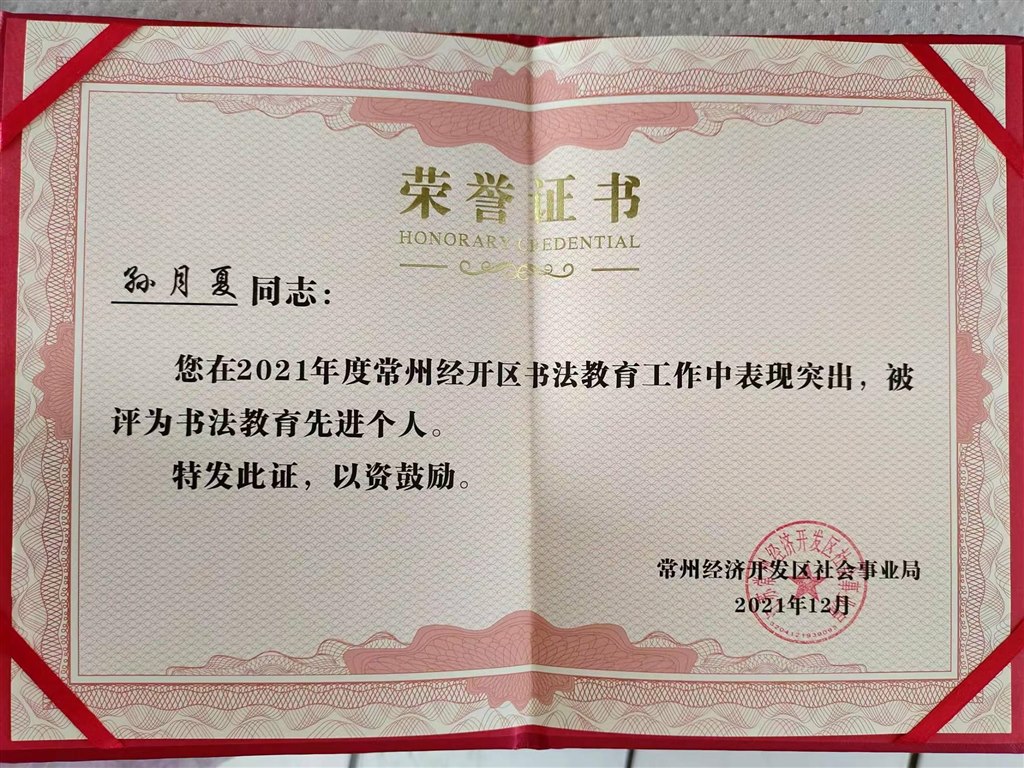 荣誉证书
HONORARY CREDENTIAL
孙月夏 同志：
您在2021年度常州经开区书法教育工作中表现突出，被
评为书法教育先进个人。
特发此证，以资鼓励。
常州经济开发区社会事业局
2021年12月